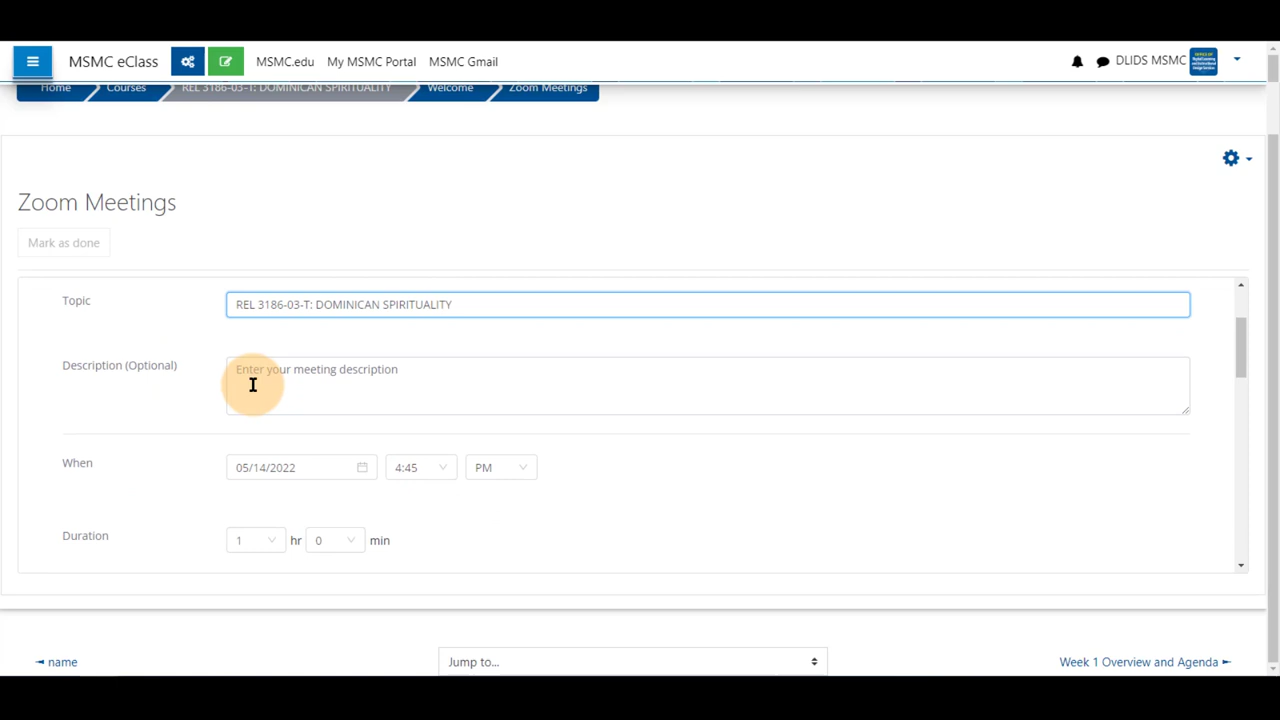 MSMC eClass MSMC.edu My MSMC Portal MSMC Gmail DLIDS MSMC
Home Courses REL 3186-03-T: DOMINICAN SPIRITUALITY Welcome Zoom Meetings
Zoom Meetings
Mark as done
Topic REL 3186-03-T: DOMINICAN SPIRITUALITY
Description (Optional) Enter your meeting description
When 05/14/2022 4:45 PM
Duration 1 hr 0 min
◄ name Jump to... Week 1 Overview and Agenda ►